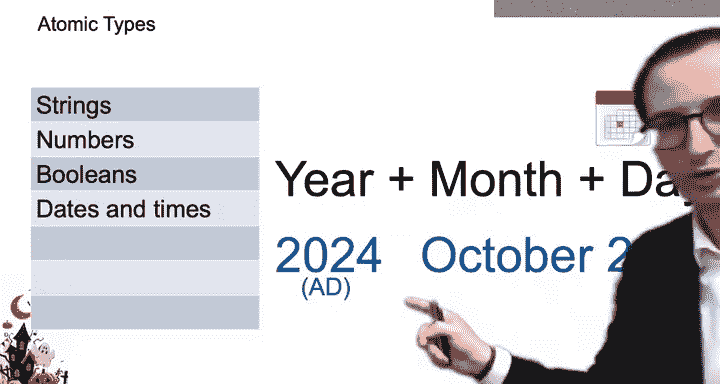 Atomic Types
Strings
Numbers
Booleans
Dates and times
Year + Month +
2024 October
(AD)